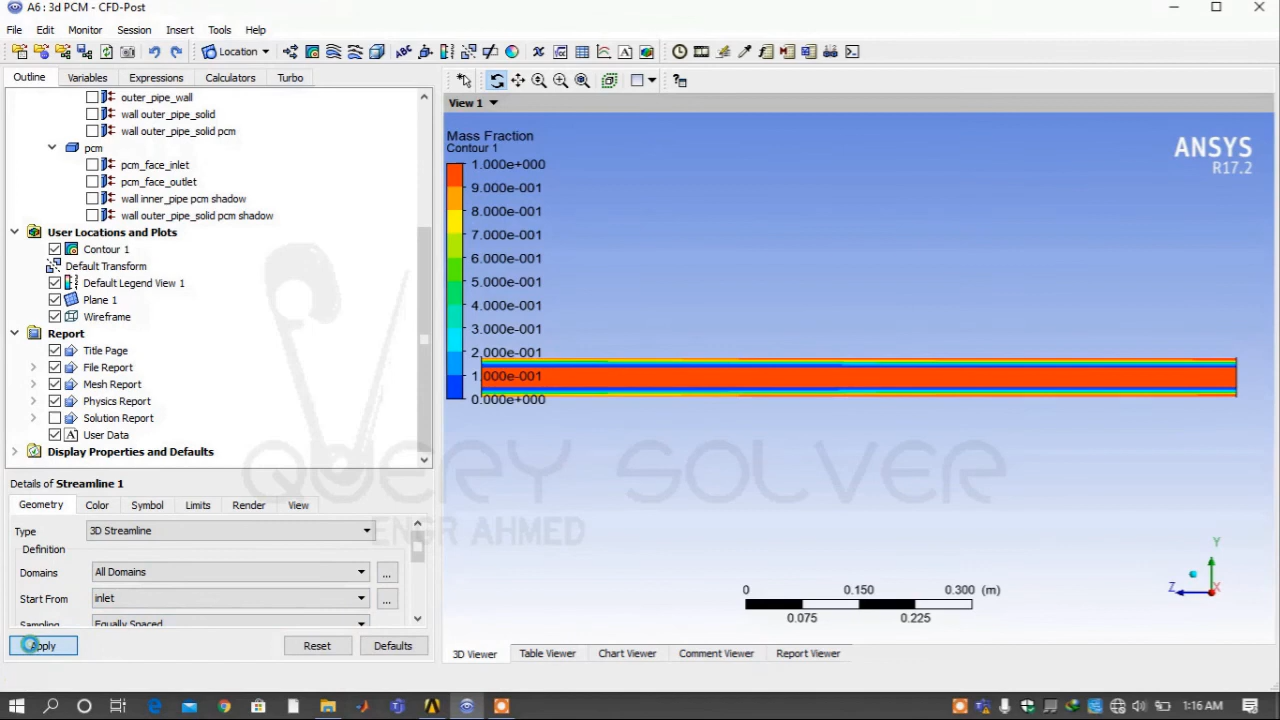 A6 : 3d PCM - CFD-Post
File Edit Monitor Session Insert Tools Help
Location
Outline Variables Expressions Calculators Turbo
outer_pipe_wall
wall outer_pipe_solid
wall outer_pipe_solid pcm
pcm
pcm_face_inlet
pcm_face_outlet
wall inner_pipe pcm shadow
wall outer_pipe_solid pcm shadow
User Locations and Plots
Contour 1
Default Transform
Default Legend View 1
Plane 1
Wireframe
Report
Title Page
File Report
Mesh Report
Physics Report
Solution Report
User Data
Display Properties and Defaults
Details of Streamline 1
Geometry Color Symbol Limits Render View
Type 3D Streamline
Definition
Domains All Domains ...
Start From inlet ...
Sampling Equally Spaced
Apply Reset Defaults
View 1
Mass Fraction
Contour 1
1.000e+000
9.000e-001
8.000e-001
7.000e-001
6.000e-001
5.000e-001
4.000e-001
3.000e-001
2.000e-001
1.000e-001
0.000e+000
ANSYS
R17.2
QUERY SOLVER
ENGR AHMED
Y
Z
X
0 0.150 0.300 (m)
0.075 0.225
3D Viewer Table Viewer Chart Viewer Comment Viewer Report Viewer
1:16 AM